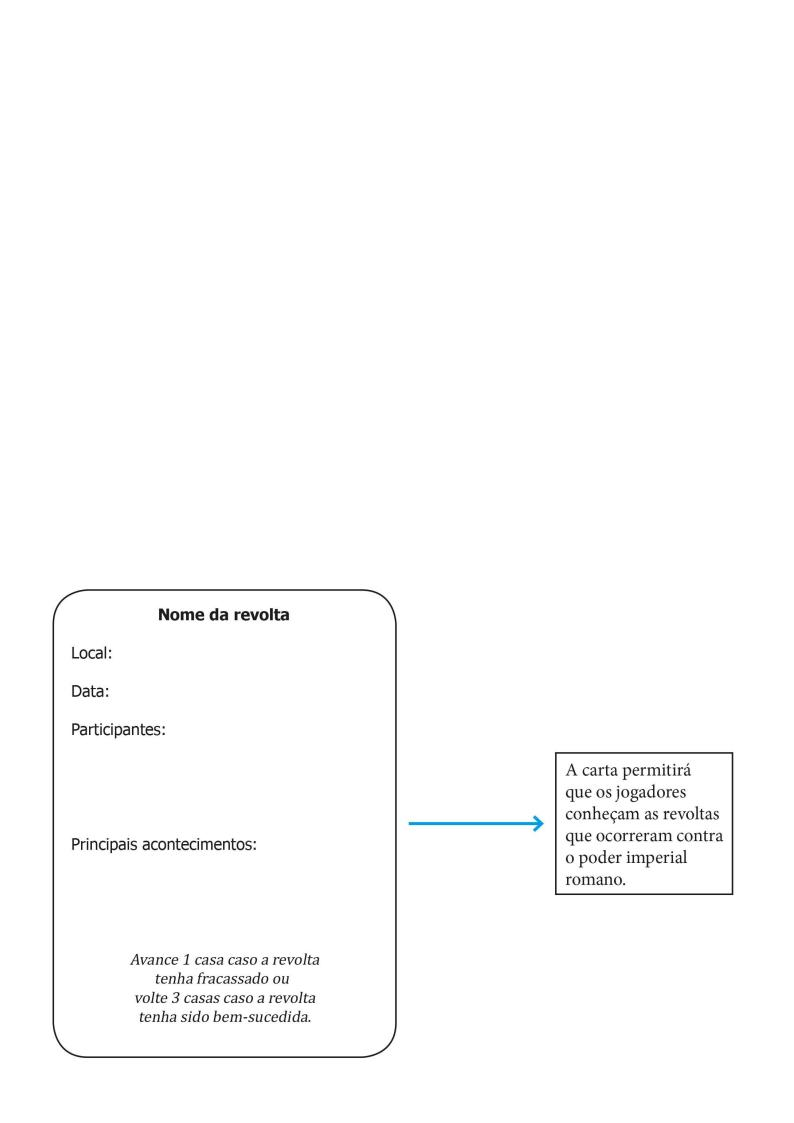 Nome da revolta
Local:
Data:
Participantes:
Principais acontecimentos:
Avance 1 casa caso a revolta
tenha fracassado ou
volte 3 casas caso a revolta
tenha sido bem-sucedida.
A carta permitirá
que os jogadores
conheçam as revoltas
que ocorreram contra
o poder imperial
romano.